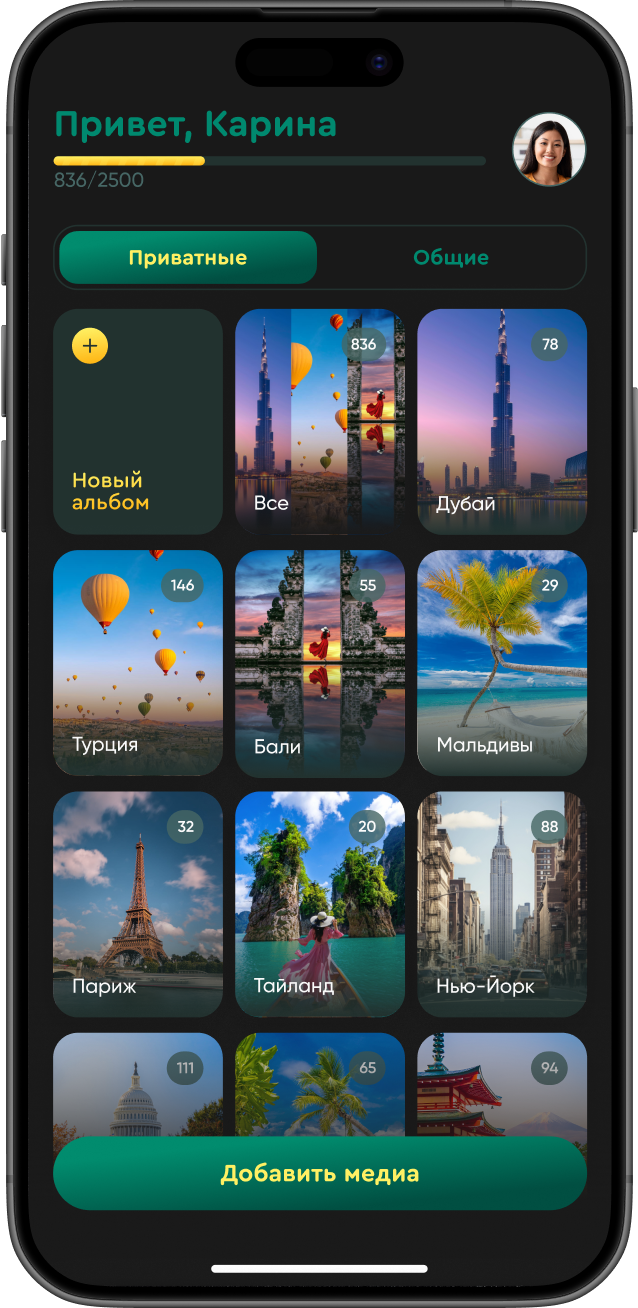 Привет, Карина
836/2500
Приватные
Общие
Новый
альбом
836
Все
78
Дубай
146
Турция
55
Бали
29
Мальдивы
32
Париж
20
Тайланд
88
Нью-Йорк
111
65
94
Добавить медиа